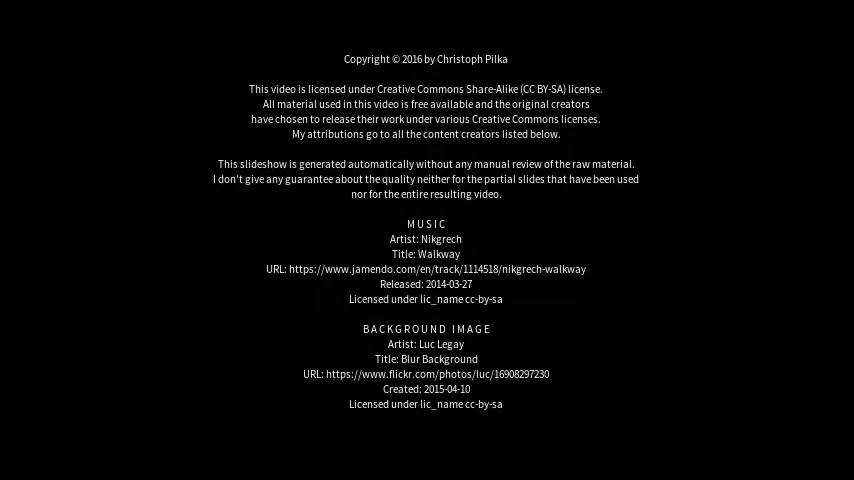 Copyright © 2016 by Christoph Pilka
This video is licensed under Creative Commons Share-Alike (CC BY-SA) license.
All material used in this video is free available and the original creators
have chosen to release their work under various Creative Commons licenses.
My attributions go to all the content creators listed below.
This slideshow is generated automatically without any manual review of the raw material.
I don't give any guarantee about the quality neither for the partial slides that have been used
nor for the entire resulting video.
M U S I C
Artist: Nikgrech
Title: Walkway
URL: https://www.jamendo.com/en/track/1114518/nikgrech-walkway
Released: 2014-03-27
Licensed under lic_name cc-by-sa
B A C K G R O U N D   I M A G E
Artist: Luc Legay
Title: Blur Background
URL: https://www.flickr.com/photos/luc/16908297230
Created: 2015-04-10
Licensed under lic_name cc-by-sa